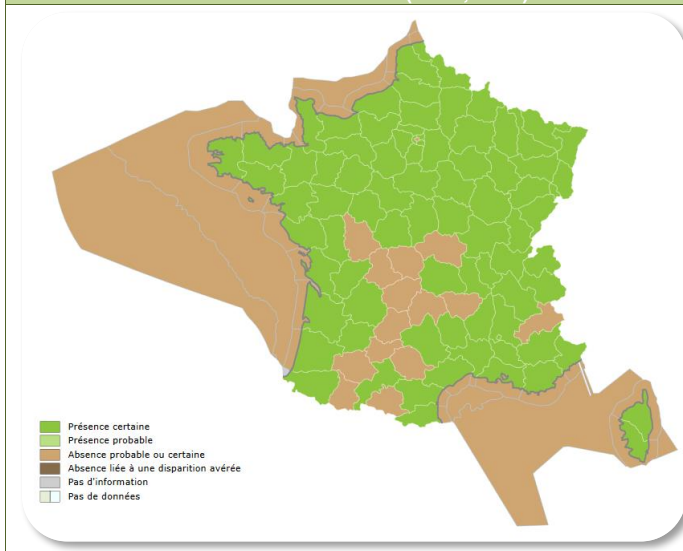 Présence certaine
Présence probable
Absence probable ou certaine
Absence liée à une disparition avérée
Pas d'information
Pas de données